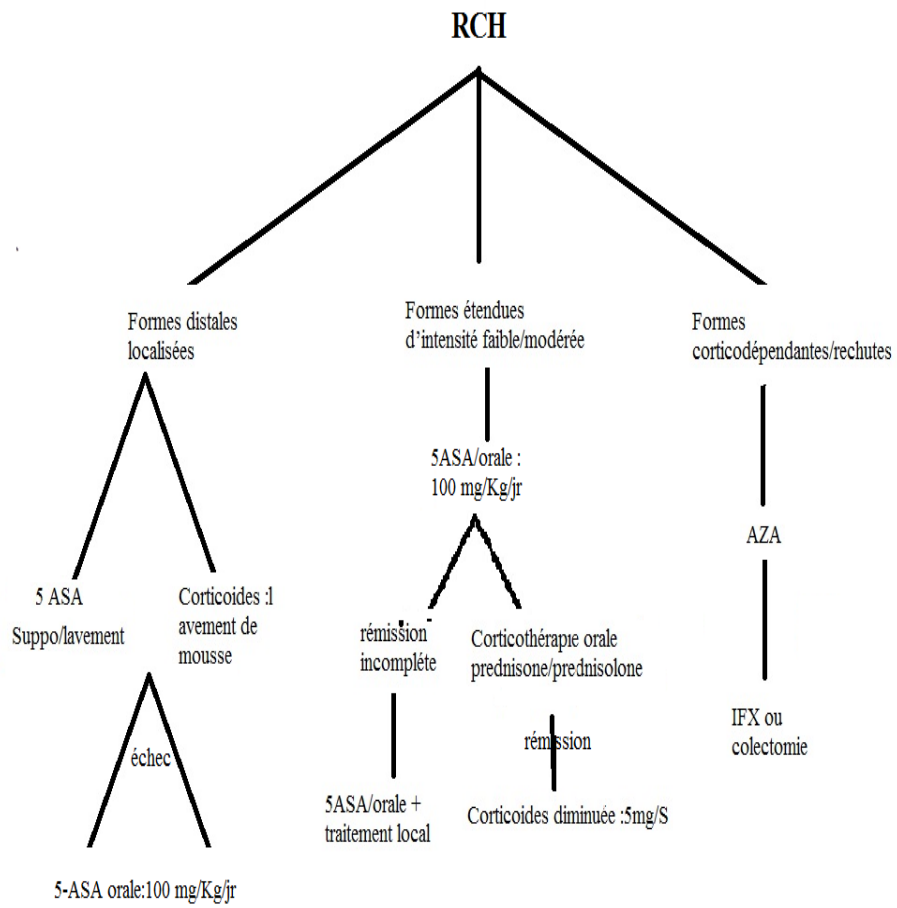 RCH
Formes distales
localisées
Formes étendues
d'intensité faible/modérée
Formes
corticodépendantes/rechutes
5ASA/orale :
100 mg/Kg/jr
AZA
5 ASA
Suppo/lavement
Corticoides :l
avement de
mousse
rémission
incompléte
Corticothérapie orale
prednisone/prednisolone
IFX ou
colectomie
échec
rémission
5ASA/orale +
traitement local
Corticoides diminuée :5mg/S
5-ASA orale:100 mg/Kg/jr